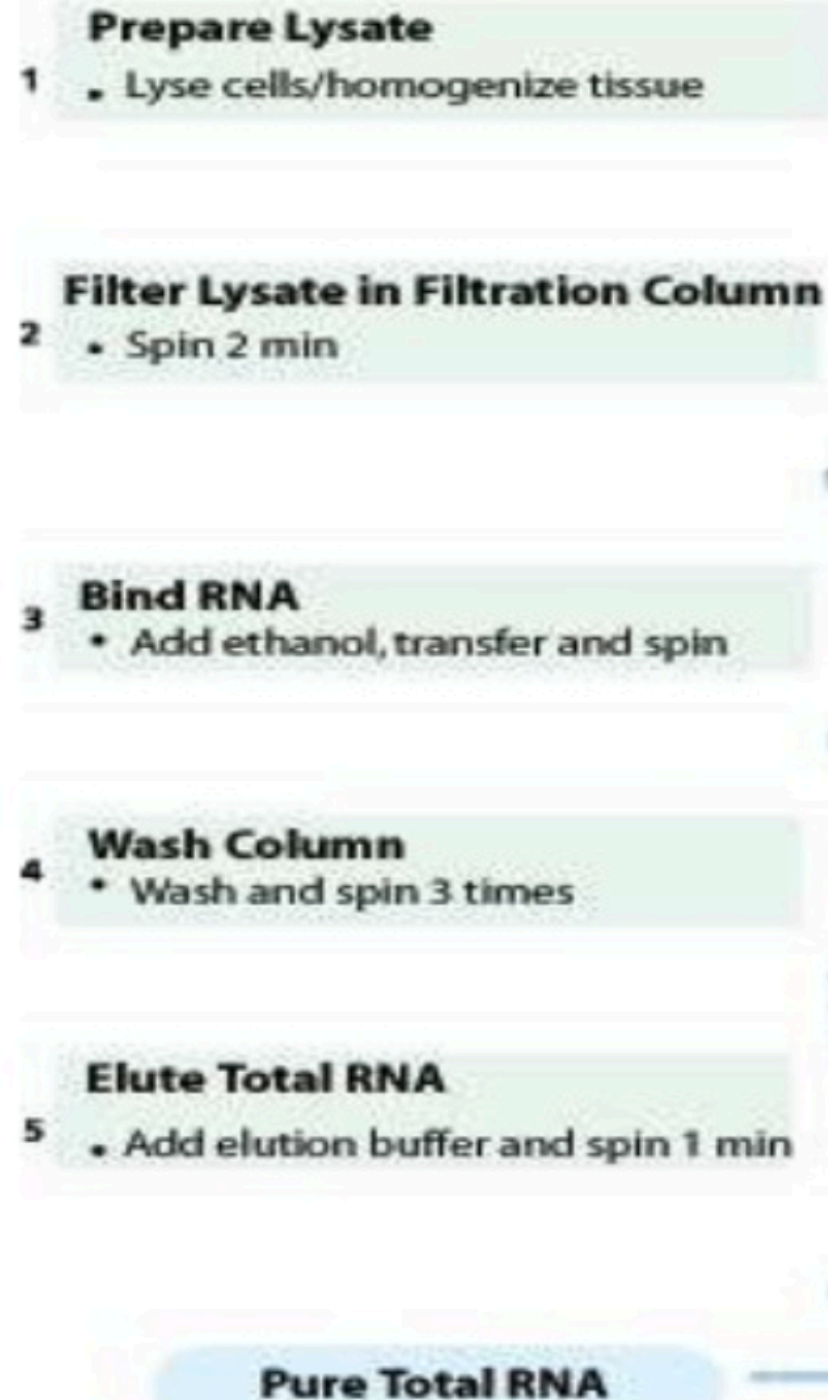 Prepare Lysate
1
• Lyse cells/homogenize tissue
Filter Lysate in Filtration Column
2
• Spin 2 min
Bind RNA
3
• Add ethanol, transfer and spin
Wash Column
4
• Wash and spin 3 times
Elute Total RNA
5
• Add elution buffer and spin 1 min
Pure Total RNA